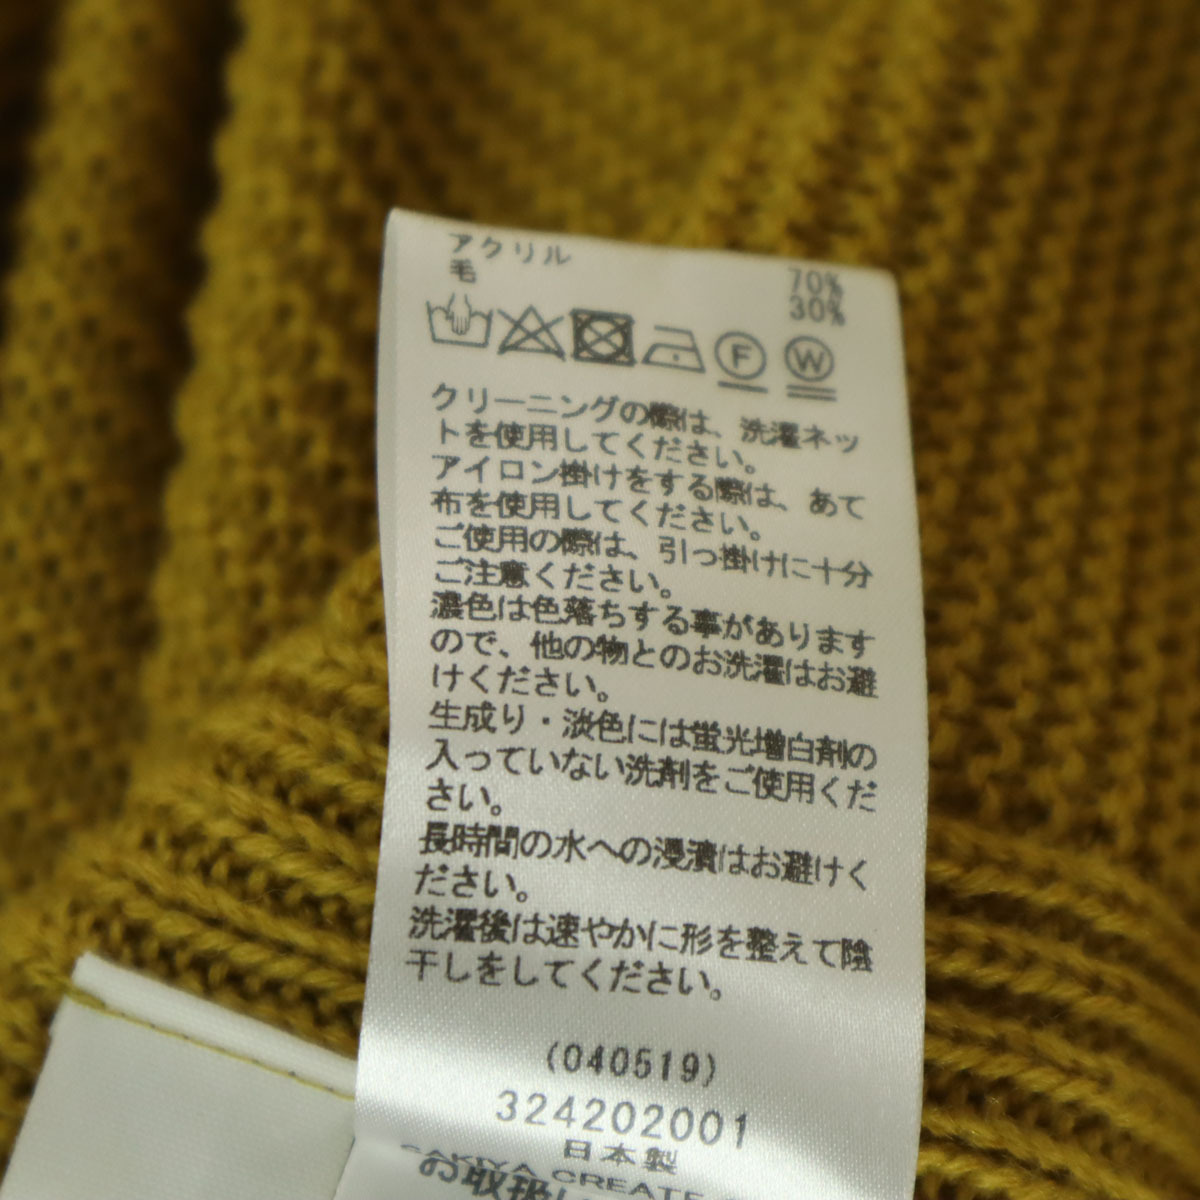 アクリル 70%
毛 30%
F W
クリーニングの際は、洗濯ネッ
トを使用してください。
アイロン掛けをする際は、あて
布を使用してください。
ご使用の際は、引っ掛けに十分
ご注意ください。
濃色は色落ちする事があります
ので、他の物とのお洗濯はお避
けください。
生成り・淡色には蛍光増白剤の
入っていない洗剤をご使用くだ
さい。
長時間の水への浸漬はお避けく
ださい。
洗濯後は速やかに形を整えて陰
干しをしてください。
(040519)
324202001
日本製
CREATE
お取扱